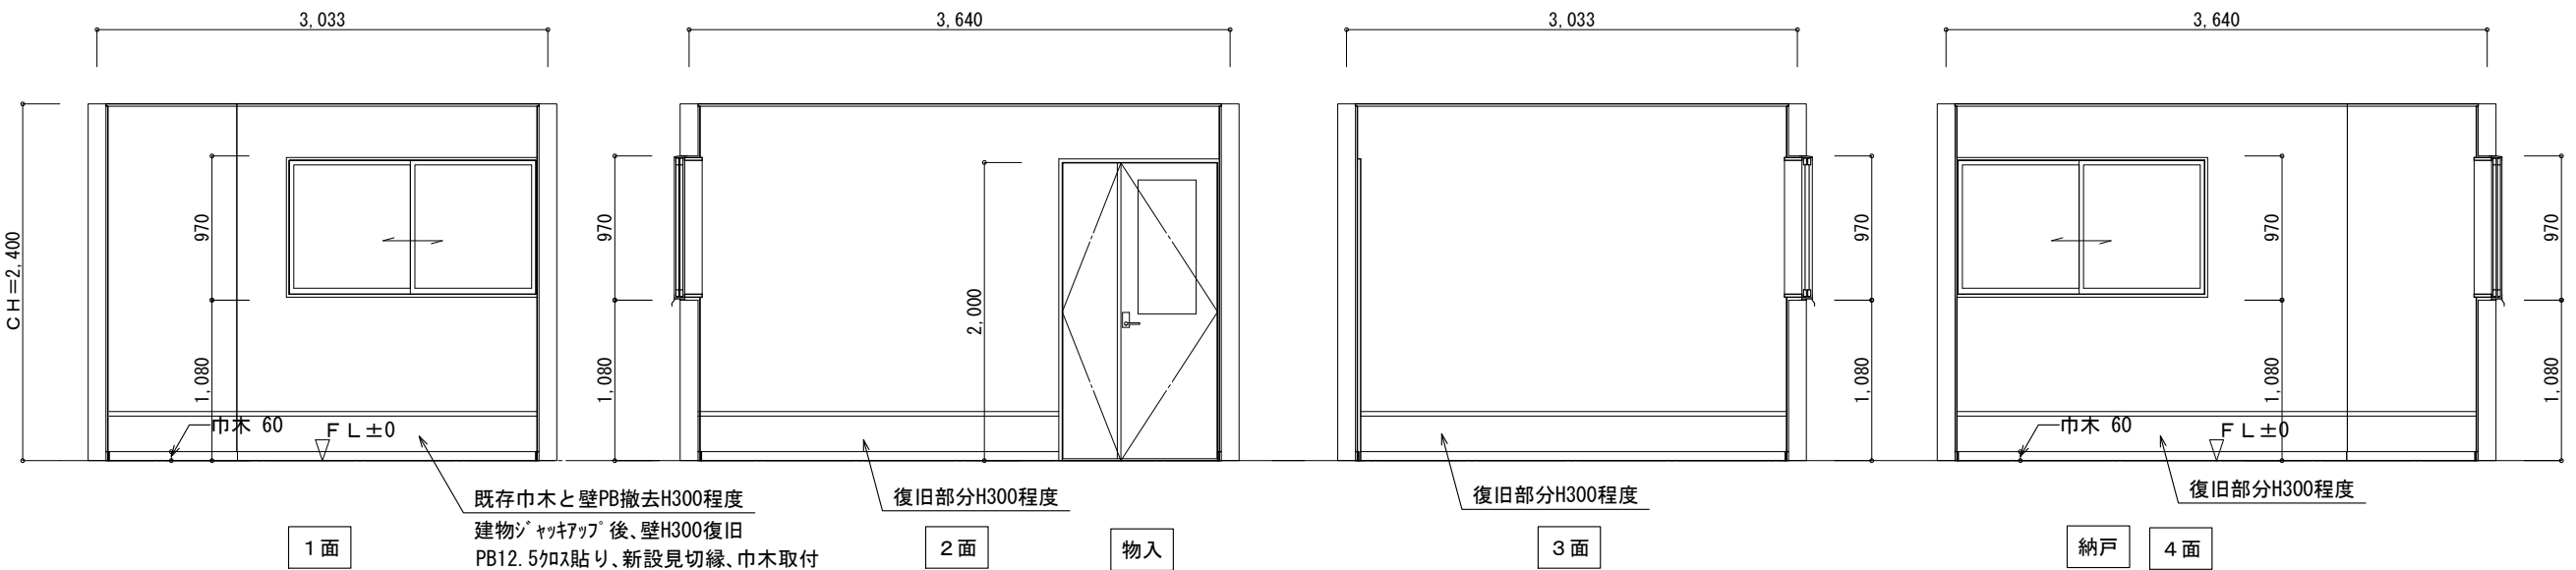 3,033
3,640
3,033
3,640
CH=2,400
970
1,080
巾木 60
FL±0
970
1,080
2,000
970
1,080
巾木 60
FL±0
970
1,080
970
1,080
既存巾木と壁PB撤去H300程度
建物ｼﾞｬｯｷｱｯﾌﾟ後、壁H300復旧
PB12.5ｸﾛｽ貼り、新設見切縁、巾木取付
復旧部分H300程度
復旧部分H300程度
復旧部分H300程度
1面
2面
物入
3面
納戸
4面